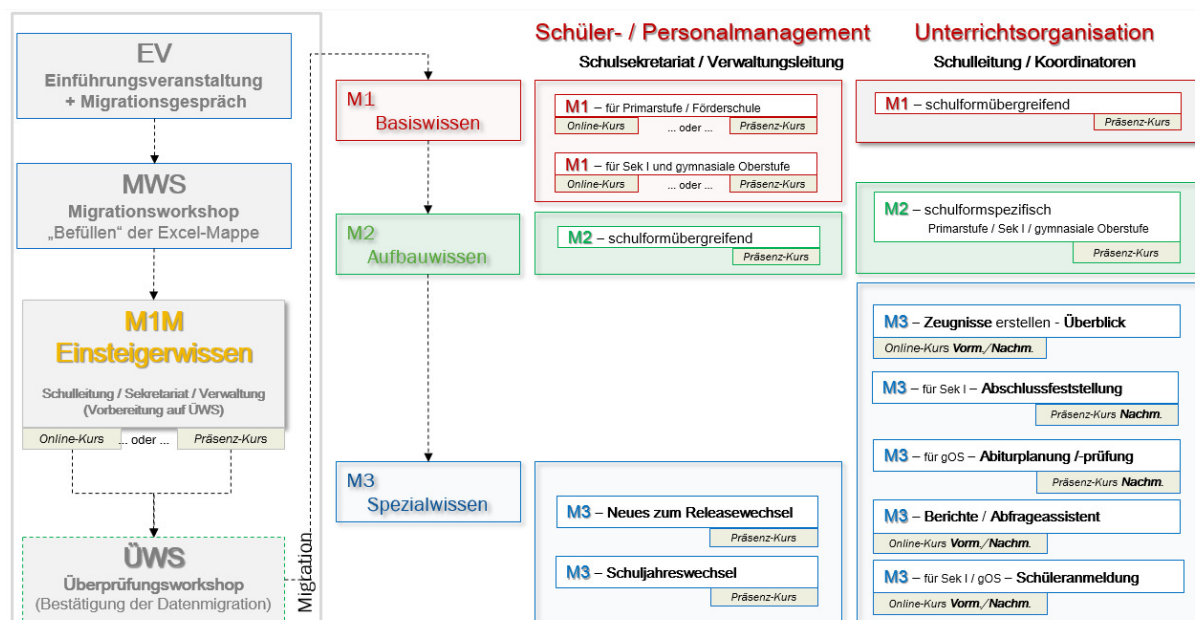 EV
Einführungsveranstaltung
+ Migrationsgespräch
MWS
Migrationsworkshop
„Befüllen“ der Excel-Mappe
M1M
Einsteigerwissen
Schulleitung / Sekretariat / Verwaltung
(Vorbereitung auf ÜWS)
Online-Kurs ... oder ... Präsenz-Kurs
ÜWS
Überprüfungsworkshop
(Bestätigung der Datenmigration)
Migration
M1
Basiswissen
M2
Aufbauwissen
M3
Spezialwissen
Schüler- / Personalmanagement
Schulsekretariat / Verwaltungsleitung
M1 – für Primarstufe / Förderschule
Online-Kurs ... oder ... Präsenz-Kurs
M1 – für Sek I und gymnasiale Oberstufe
Online-Kurs ... oder ... Präsenz-Kurs
M2 – schulformübergreifend
Präsenz-Kurs
M3 – Neues zum Releasewechsel
Präsenz-Kurs
M3 – Schuljahreswechsel
Präsenz-Kurs
Unterrichtsorganisation
Schulleitung / Koordinatoren
M1 – schulformübergreifend
Präsenz-Kurs
M2 – schulformspezifisch
Primarstufe / Sek I / gymnasiale Oberstufe
Präsenz-Kurs
M3 – Zeugnisse erstellen - Überblick
Online-Kurs Vorm./Nachm.
M3 – für Sek I – Abschlussfeststellung
Präsenz-Kurs Nachm.
M3 – für gOS – Abiturplanung /-prüfung
Präsenz-Kurs Nachm.
M3 – Berichte / Abfrageassistent
Online-Kurs Vorm./Nachm.
M3 – für Sek I / gOS – Schüleranmeldung
Online-Kurs Vorm./Nachm.